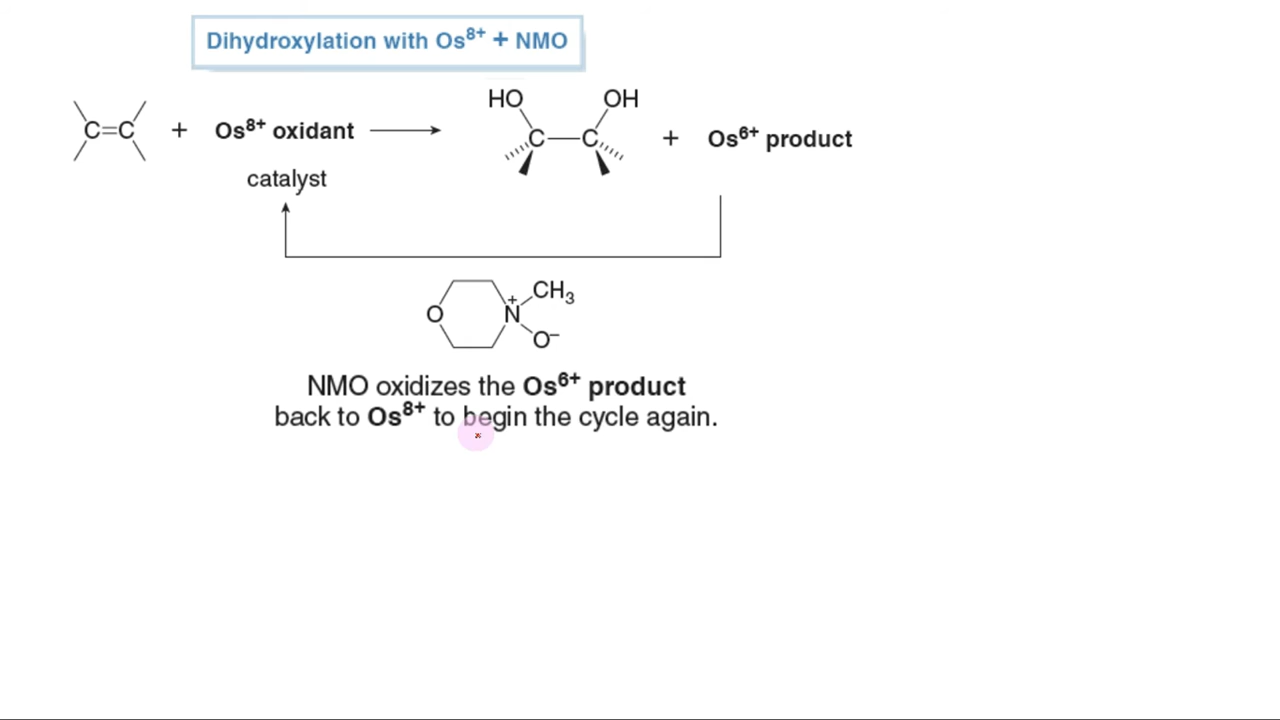 Dihydroxylation with Os⁸⁺ + NMO
HO OH
C=C + Os⁸⁺ oxidant C—C + Os⁶⁺ product
catalyst
CH₃
O N⁺
O⁻
NMO oxidizes the Os⁶⁺ product
back to Os⁸⁺ to begin the cycle again.